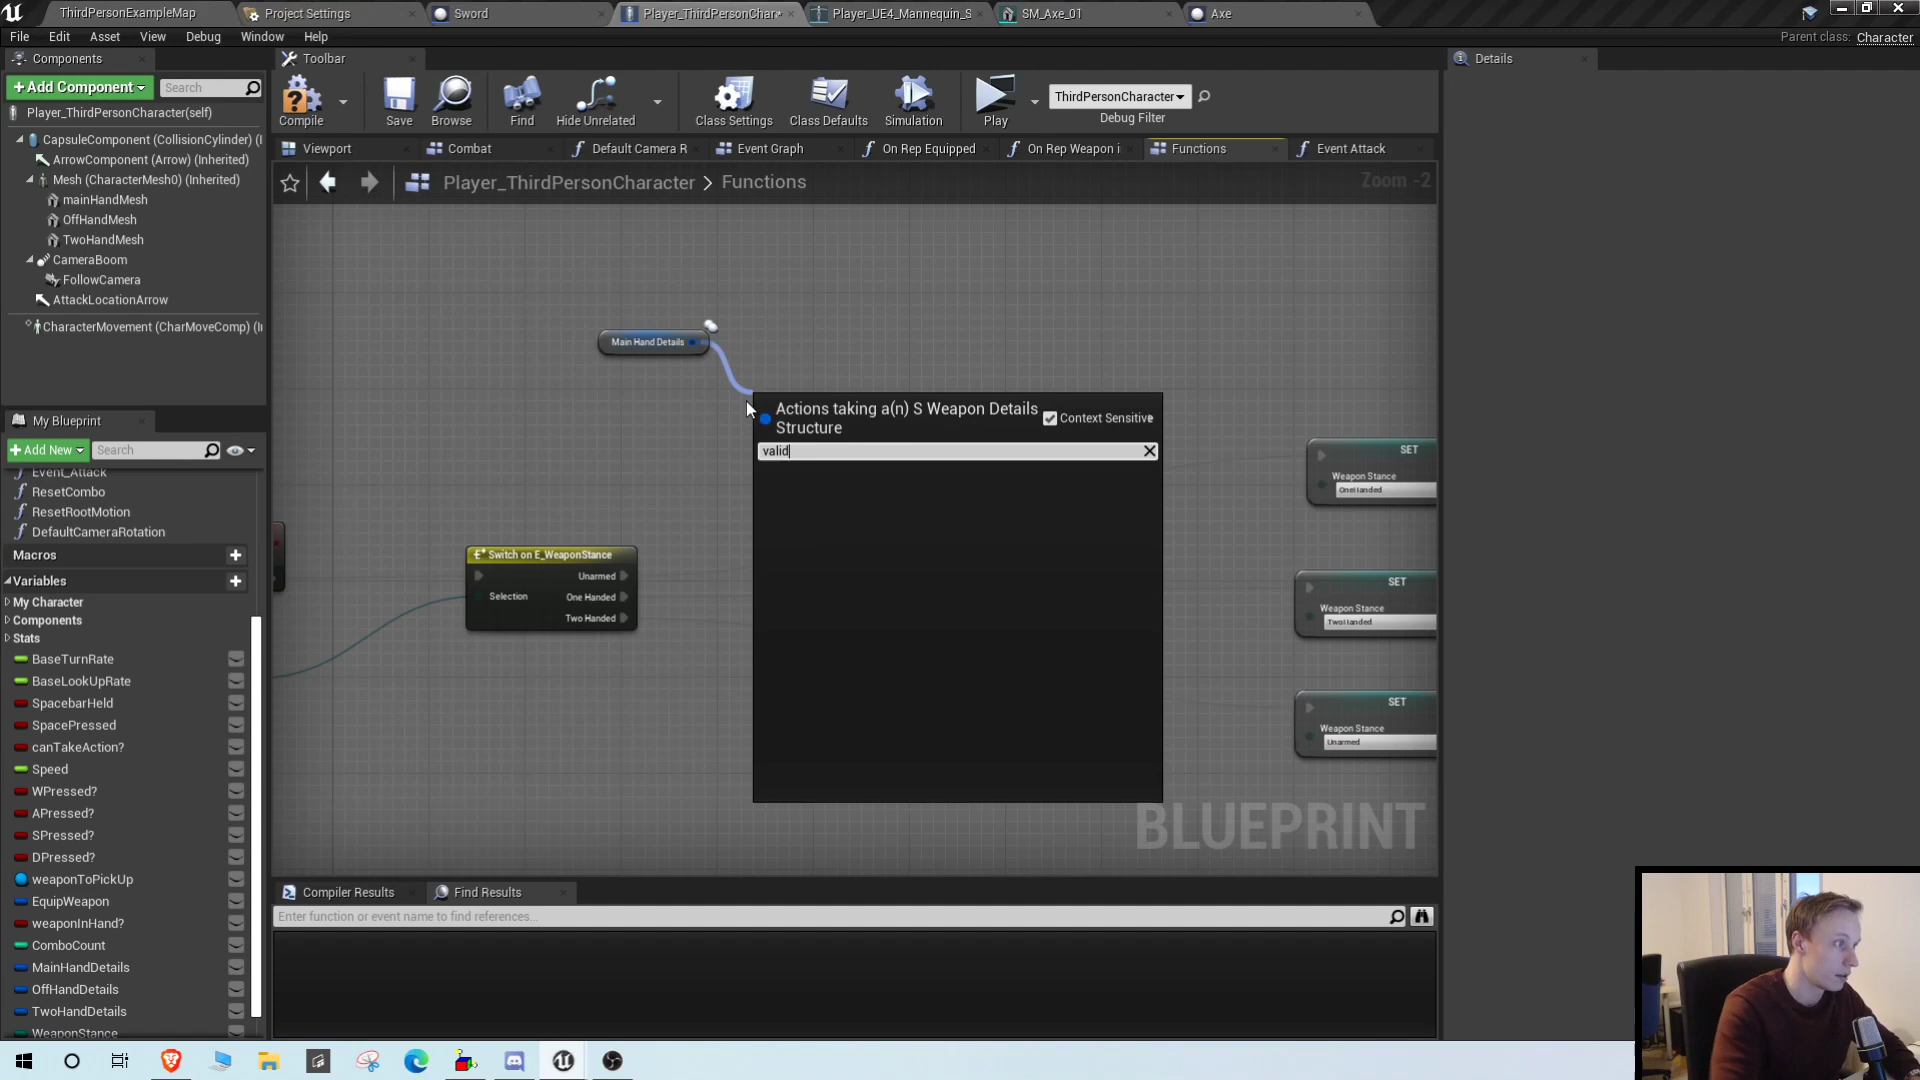 ThirdPersonExampleMap
Project Settings
Sword
Player_ThirdPersonChar*
Player_UE4_Mannequin_S
SM_Axe_01
Axe
File Edit Asset View Debug Window Help
Parent class: Character
Components
Toolbar
Details
+Add Component
Search
Player_ThirdPersonCharacter(self)
CapsuleComponent (CollisionCylinder) (I
ArrowComponent (Arrow) (Inherited)
Mesh (CharacterMesh0) (Inherited)
mainHandMesh
OffHandMesh
TwoHandMesh
CameraBoom
FollowCamera
AttackLocationArrow
CharacterMovement (CharMoveComp) (In
Compile
Save
Browse
Find
Hide Unrelated
Class Settings
Class Defaults
Simulation
Play
ThirdPersonCharacter
Debug Filter
Viewport
Combat
Default Camera R
Event Graph
On Rep Equipped
On Rep Weapon i
Functions
Event Attack
Player_ThirdPersonCharacter > Functions
Zoom -2
Main Hand Details
Actions taking a(n) S Weapon Details
Structure
Context Sensitive
valid
Switch on E_WeaponStance
Unarmed
Selection
One Handed
Two Handed
SET
Weapon Stance
OneHanded
SET
Weapon Stance
TwoHanded
SET
Weapon Stance
Unarmed
BLUEPRINT
My Blueprint
+Add New
Search
Event_Attack
ResetCombo
ResetRootMotion
DefaultCameraRotation
Macros
Variables
My Character
Components
Stats
BaseTurnRate
BaseLookUpRate
SpacebarHeld
SpacePressed
canTakeAction?
Speed
WPressed?
APressed?
SPressed?
DPressed?
weaponToPickUp
EquipWeapon
weaponInHand?
ComboCount
MainHandDetails
OffHandDetails
TwoHandDetails
WeaponStance
Compiler Results
Find Results
Enter function or event name to find references...